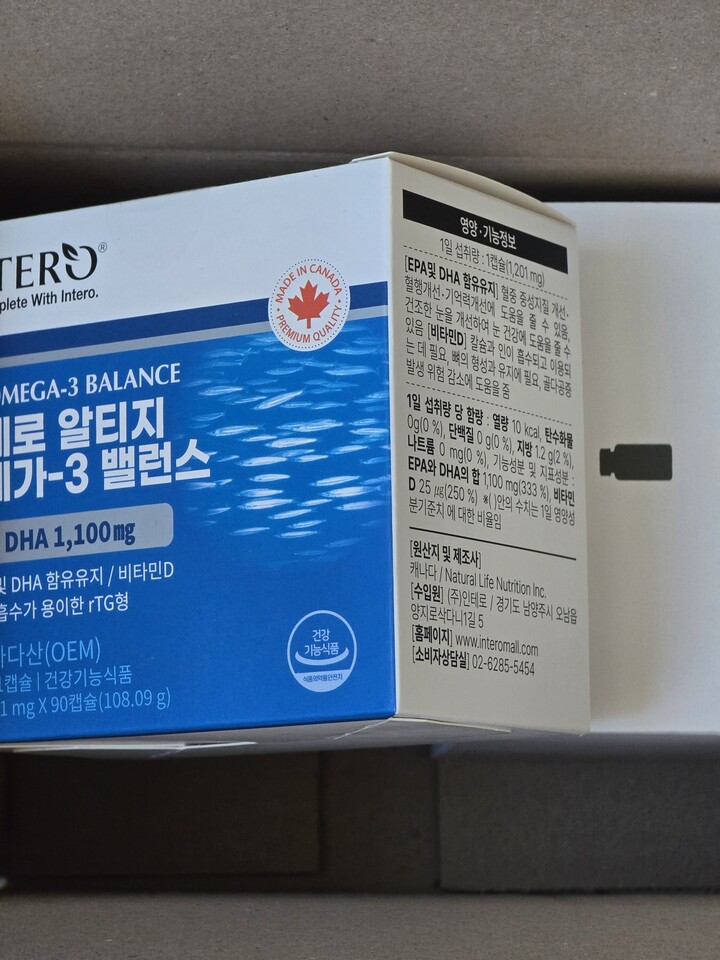 TERO®
plete With Intero.
MADE IN CANADA
PREMIUM QUALITY
OMEGA-3 BALANCE
로 알티지
가-3 밸런스
DHA 1,100mg
및 DHA 함유유지 / 비타민D
흡수가 용이한 rTG형
다산(OEM)
1캡슐 | 건강기능식품
1 mg X 90캡슐(108.09 g)
건강
기능식품
식품의약품안전처
영양·기능정보
1일 섭취량 : 1캡슐(1,201 mg)
[EPA및 DHA 함유유지] 혈중 중성지질 개선·
혈행개선·기억력개선에 도움을 줄 수 있음,
건조한 눈을 개선하여 눈 건강에 도움을 줄 수
있음 [비타민D] 칼슘과 인이 흡수되고 이용되
는 데 필요, 뼈의 형성과 유지에 필요, 골다공증
발생 위험 감소에 도움을 줌
1일 섭취량 당 함량 : 열량 10 kcal, 탄수화물
0g(0 %), 단백질 0 g(0 %), 지방 1.2 g(2 %),
나트륨 0 mg(0 %), 기능성분 및 지표성분 :
EPA와 DHA의 합 1,100 mg(333 %), 비타민
D 25 µg(250 %) ※( )안의 수치는 1일 영양성
분기준치 에 대한 비율임
[원산지 및 제조사]
캐나다 / Natural Life Nutrition Inc.
[수입원] (주)인테로 / 경기도 남양주시 오남읍
양지로삭다니1길 5
[홈페이지] www.interomall.com
[소비자상담실] 02-6285-5454